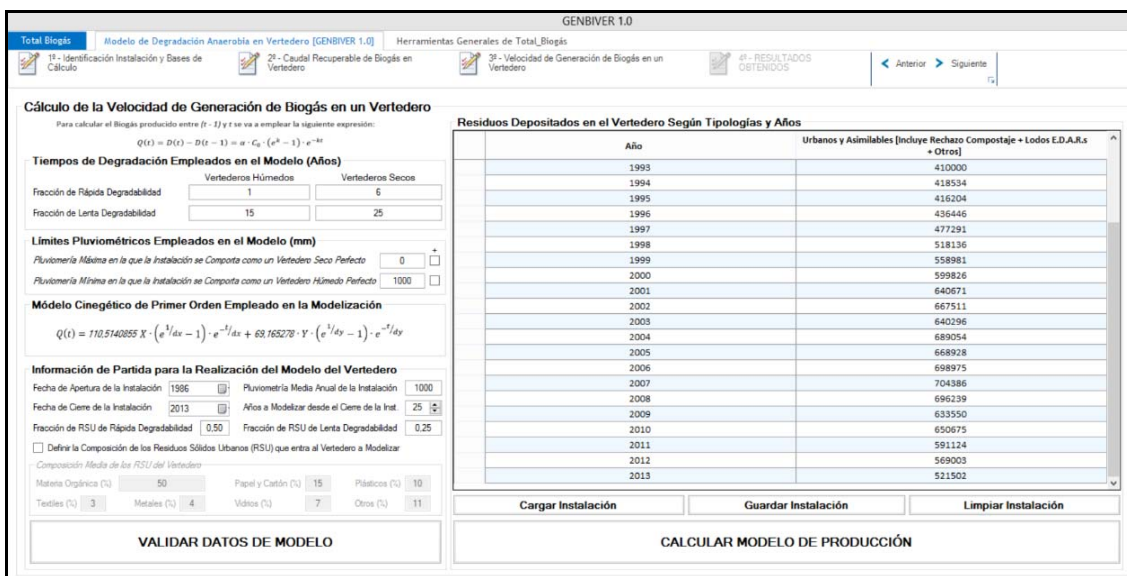 GENBIVER 1.0
Total Biogás
Modelo de Degradación Anaerobia en Vertedero [GENBIVER 1.0]
Herramientas Generales de Total_Biogás
1ª - Identificación Instalación y Bases de
Cálculo
2ª - Caudal Recuperable de Biogás en
Vertedero
3ª - Velocidad de Generación de Biogás en un
Vertedero
4ª - RESULTADOS
OBTENIDOS
Anterior
Siguiente
Cálculo de la Velocidad de Generación de Biogás en un Vertedero
Para calcular el Biogás producido entre (t - 1) y t se va a emplear la siguiente expresión:
Q(t) = D(t) − D(t − 1) = α · C₀ · (e^k − 1) · e^−kt
Tiempos de Degradación Empleados en el Modelo (Años)
Vertederos Húmedos Vertederos Secos
Fracción de Rápida Degradabilidad 1 6
Fracción de Lenta Degradabilidad 15 25
Límites Pluviométricos Empleados en el Modelo (mm)
+
Pluviomería Máxima en la que la Instalación se Comporta como un Vertedero Seco Perfecto 0
Pluviomería Mínima en la que la Instalación se Comporta como un Vertedero Húmedo Perfecto 1000
Módelo Cinegético de Primer Orden Empleado en la Modelización
Q(t) = 110,5140855 X · (e^1/dx − 1) · e^−t/dx + 69,165278 · Y · (e^1/dy − 1) · e^−t/dy
Información de Partida para la Realización del Modelo del Vertedero
Fecha de Apertura de la Instalación 1986 Pluviometría Media Anual de la Instalación 1000
Fecha de Cierre de la Instalación 2013 Años a Modelizar desde el Cierre de la Inst. 25
Fracción de RSU de Rápida Degradabilidad 0,50 Fracción de RSU de Lenta Degradabilidad 0,25
Definir la Composición de los Residuos Sólidos Urbanos (RSU) que entra al Vertedero a Modelizar
Composición Media de los RSU del Vertedero
Materia Orgánica (%) 50 Papel y Cartón (%) 15 Plásticos (%) 10
Textiles (%) 3 Metales (%) 4 Vidrios (%) 7 Otros (%) 11
VALIDAR DATOS DE MODELO
Residuos Depositados en el Vertedero Según Tipologías y Años
Año Urbanos y Asimilables [Incluye Rechazo Compostaje + Lodos E.D.A.R.s
+ Otros]
1993 410000
1994 418534
1995 416204
1996 436446
1997 477291
1998 518136
1999 558981
2000 599826
2001 640671
2002 667511
2003 640296
2004 689054
2005 668928
2006 698975
2007 704386
2008 696239
2009 633550
2010 650675
2011 591124
2012 569003
2013 521502
Cargar Instalación
Guardar Instalación
Limpiar Instalación
CALCULAR MODELO DE PRODUCCIÓN